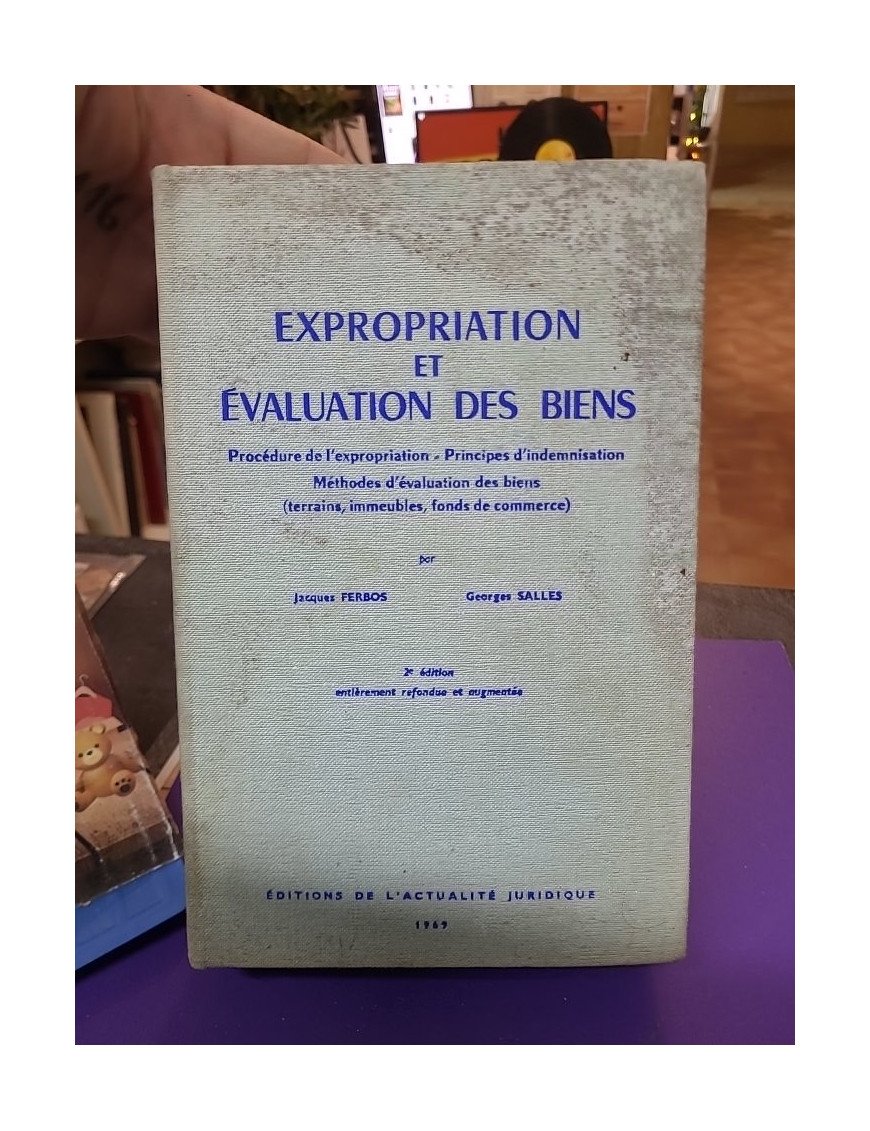 EXPROPRIATION
ET
ÉVALUATION DES BIENS
Procédure de l'expropriation - Principes d'indemnisation
Méthodes d'évaluation des biens
(terrains, immeubles, fonds de commerce)
par
Jacques FERBOS Georges SALLES
2e édition
entièrement refondue et augmentée
ÉDITIONS DE L'ACTUALITÉ JURIDIQUE
1969